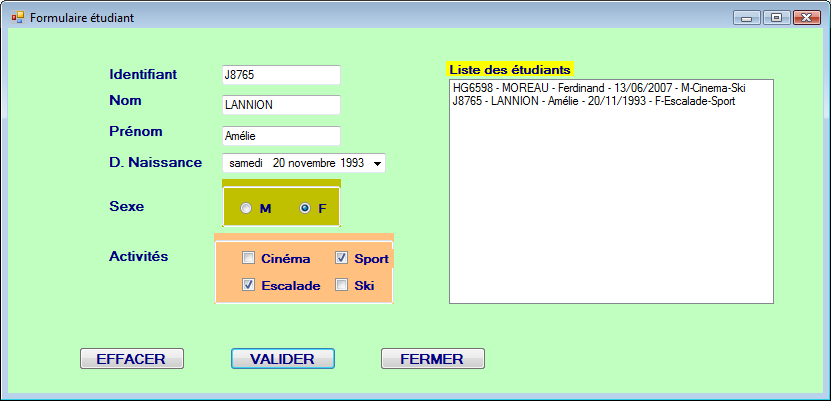 Formulaire étudiant
Identifiant
J8765
Nom
LANNION
Prénom
Amélie
D. Naissance
samedi 20 novembre 1993
Sexe
M F
Activités
Cinéma Sport
Escalade Ski
Liste des étudiants
HG6598 - MOREAU - Ferdinand - 13/06/2007 - M-Cinema-Ski
J8765 - LANNION - Amélie - 20/11/1993 - F-Escalade-Sport
EFFACER VALIDER FERMER